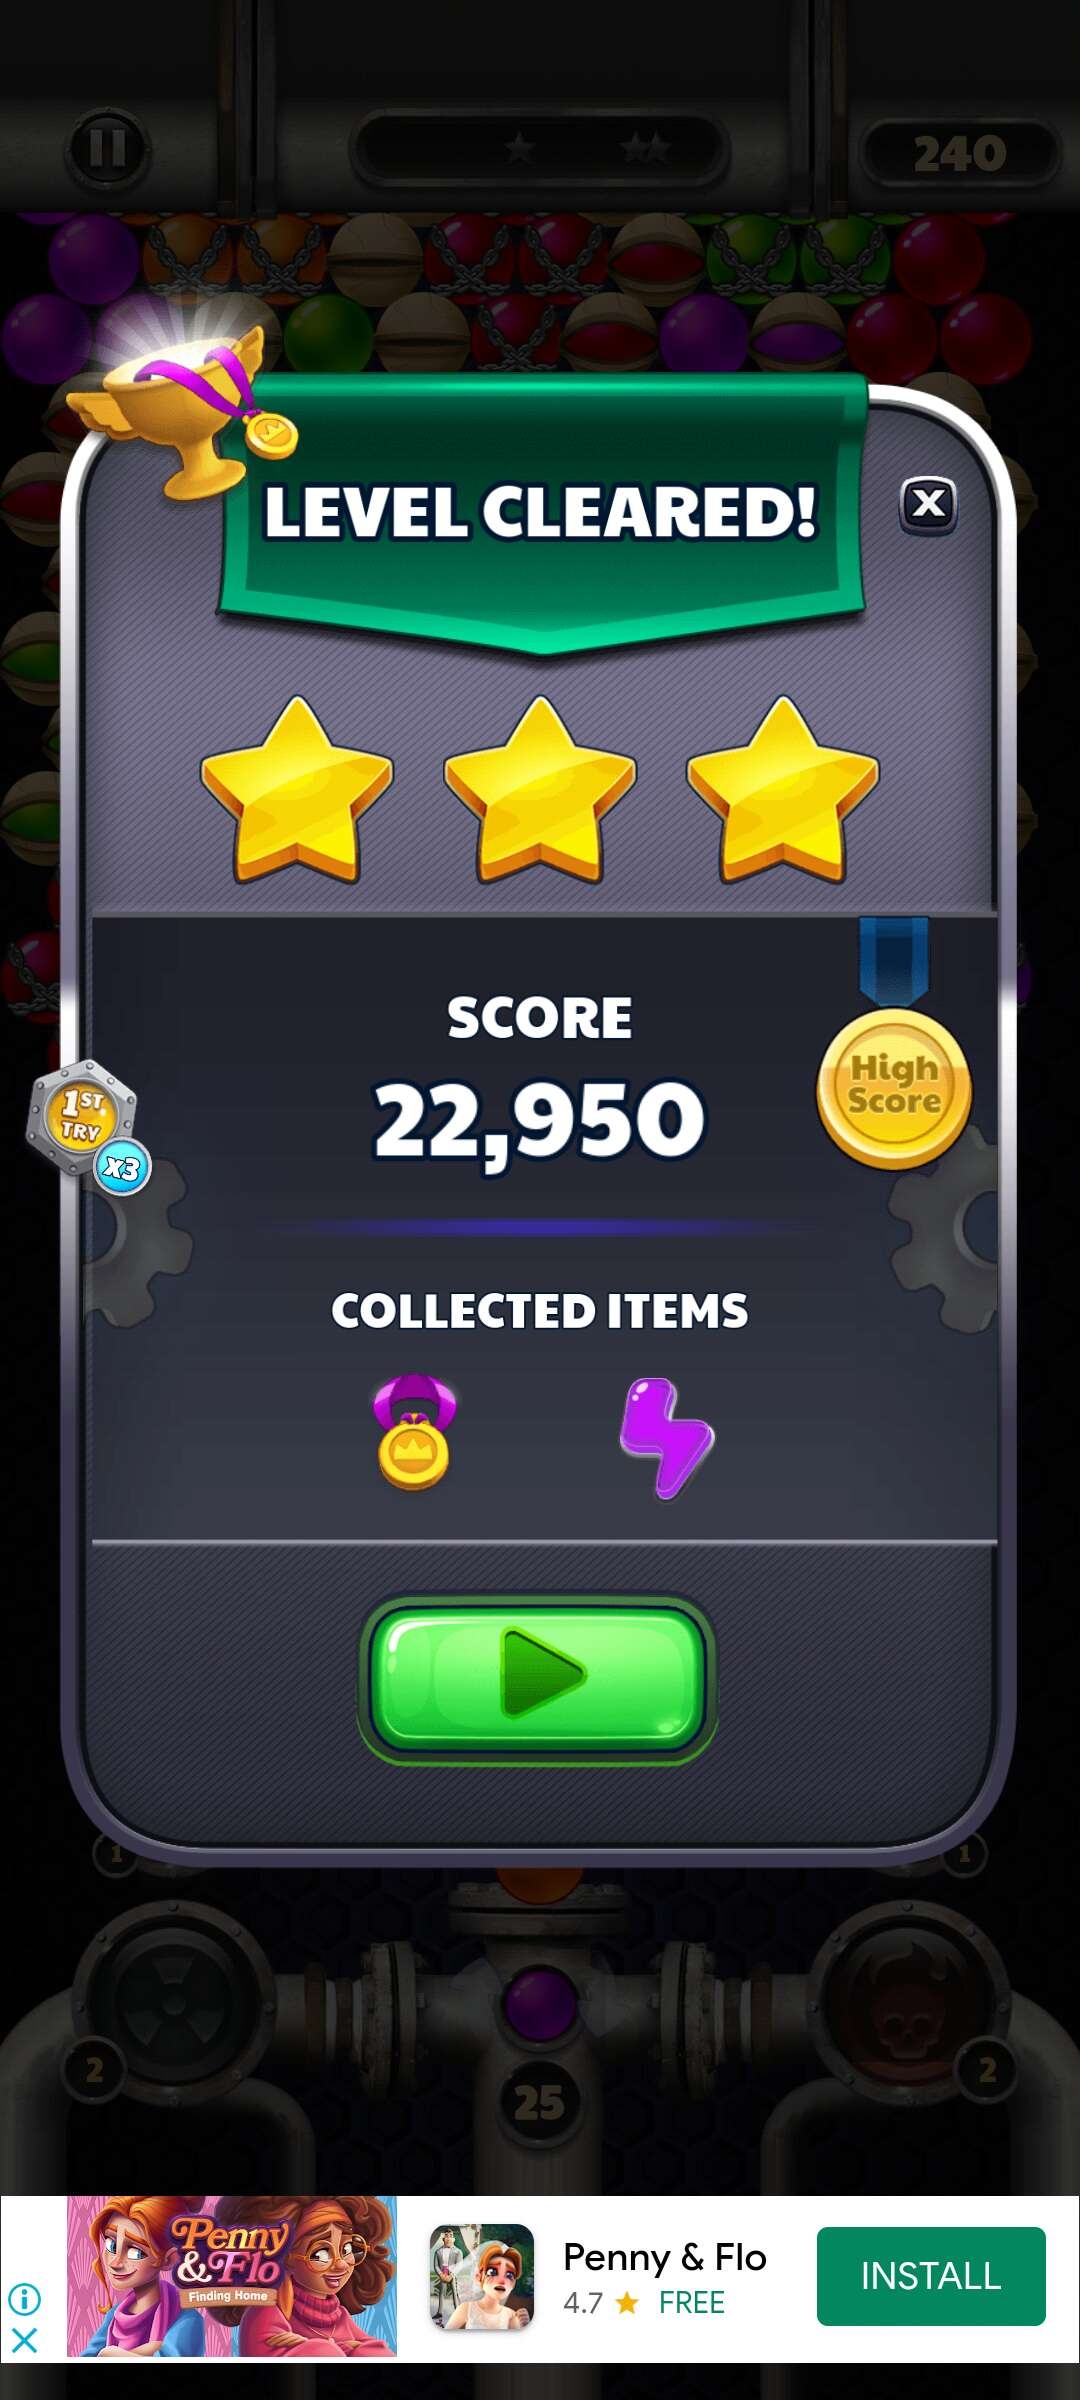 240
LEVEL CLEARED!
X
SCORE
22,950
High
Score
1ST
TRY
x3
COLLECTED ITEMS
1
1
2
2
25
Penny
&Flo
Finding Home
Penny & Flo
4.7 ★ FREE
INSTALL